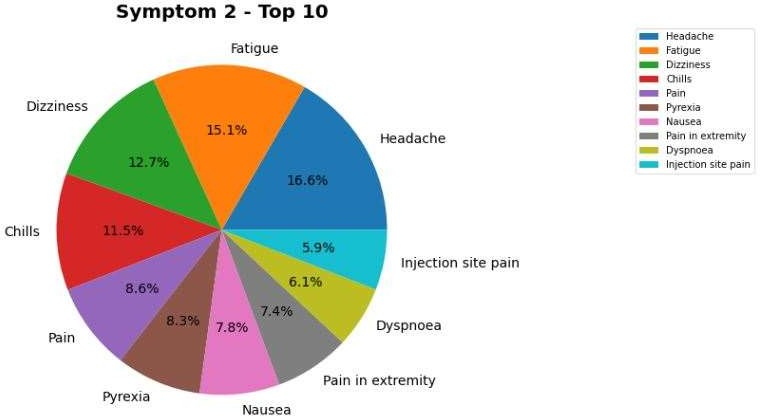 Symptom 2 - Top 10
Headache
Fatigue
Dizziness
Chills
Pain
Pyrexia
Nausea
Pain in extremity
Dyspnoea
Injection site pain
Fatigue
Dizziness
Headache
15.1%
12.7%
16.6%
Chills
11.5%
5.9%
Injection site pain
8.6%
6.1%
8.3%
7.8%
7.4%
Dyspnoea
Pain
Pain in extremity
Pyrexia
Nausea